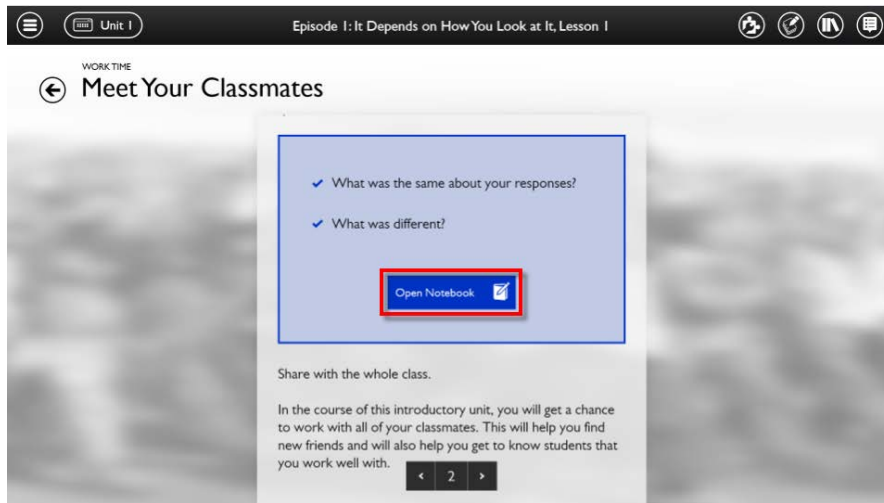 Unit 1
Episode 1: It Depends on How You Look at It, Lesson 1
WORK TIME
Meet Your Classmates
What was the same about your responses?
What was different?
Open Notebook
Share with the whole class.
In the course of this introductory unit, you will get a chance
to work with all of your classmates. This will help you find
new friends and will also help you get to know students that
you work well with.
< 2 >